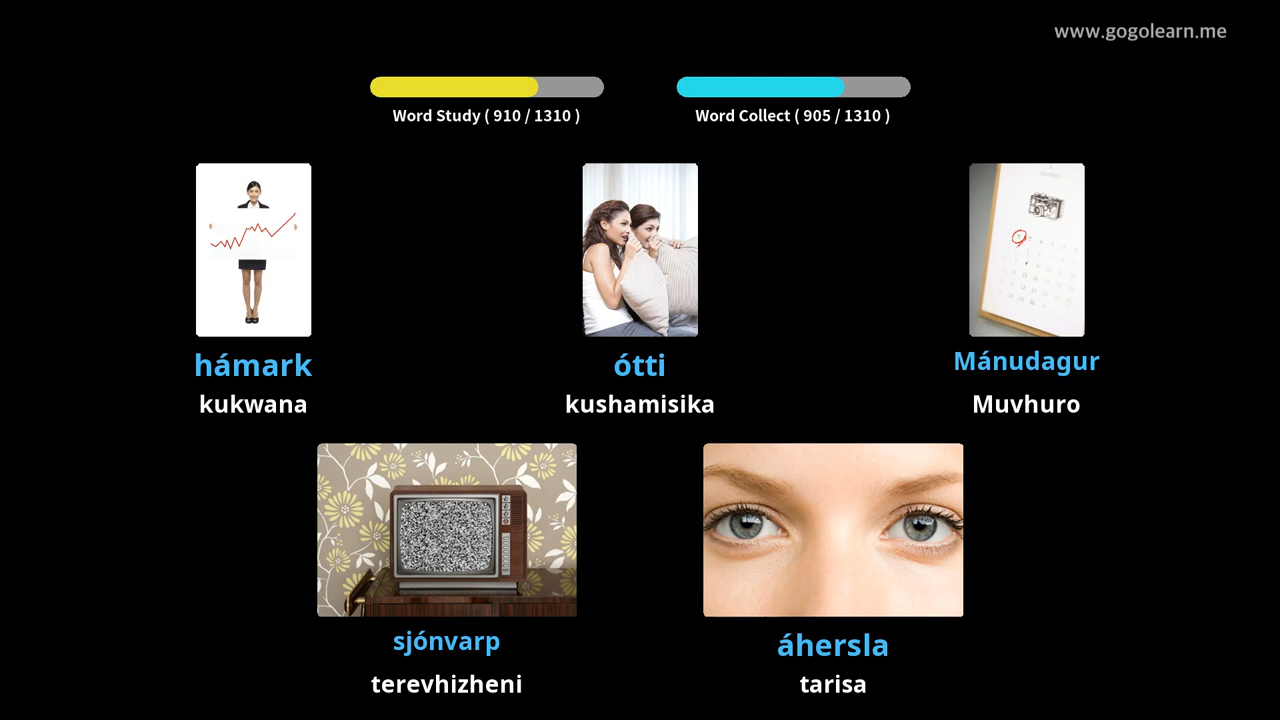 www.gogolearn.me
Word Study ( 910 / 1310 )
Word Collect ( 905 / 1310 )
hámark
kukwana
ótti
kushamisika
Mánudagur
Muvhuro
sjónvarp
terevhizheni
áhersla
tarisa